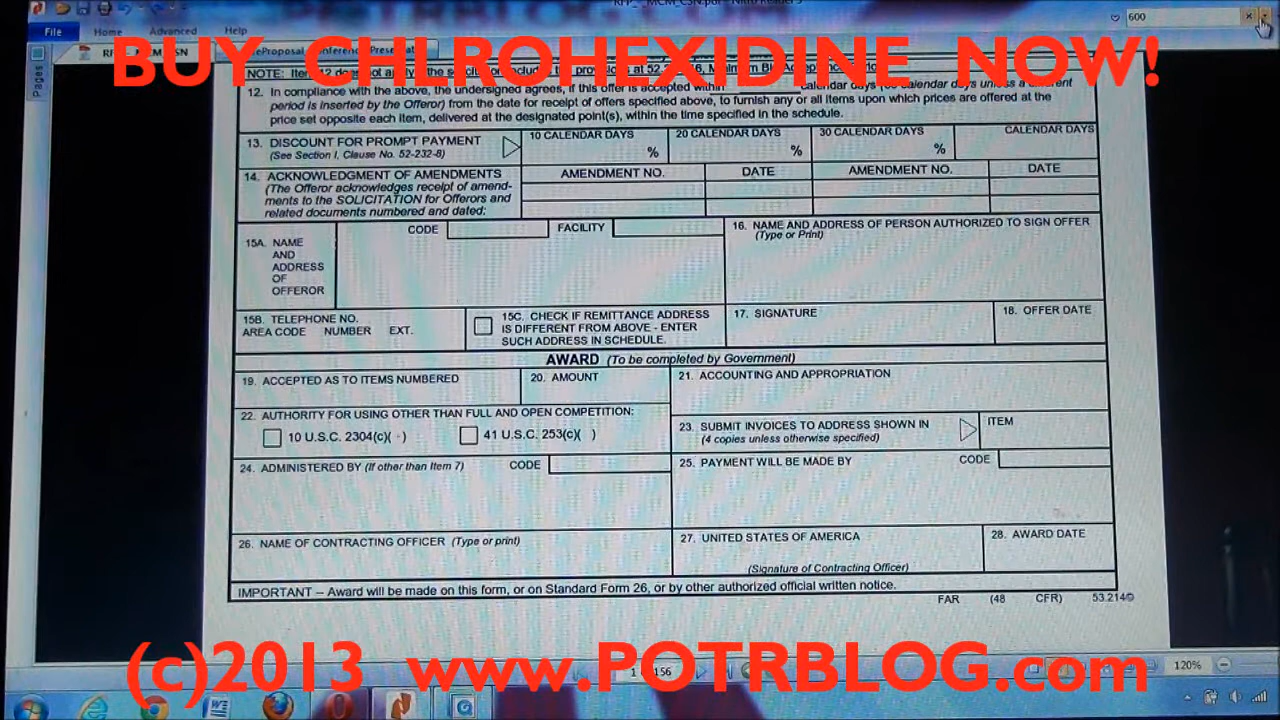 Nitro Reader 3
600
File Home Advanced Help
BUY CHLROHEXIDINE NOW!
Pages
12. In compliance with the above, the undersigned agrees, if this offer is accepted within calendar days
period is inserted by the Offeror) from the date for receipt of offers specified above, to furnish any or all items upon which prices are offered at the
price set opposite each item, delivered at the designated point(s), within the time specified in the schedule.
13. DISCOUNT FOR PROMPT PAYMENT
(See Section I, Clause No. 52-232-8)
10 CALENDAR DAYS
%
20 CALENDAR DAYS
%
30 CALENDAR DAYS
%
CALENDAR DAYS
14. ACKNOWLEDGMENT OF AMENDMENTS
(The Offeror acknowledges receipt of amend-
ments to the SOLICITATION for Offerors and
related documents numbered and dated:
AMENDMENT NO. DATE AMENDMENT NO. DATE
15A. NAME
AND
ADDRESS
OF
OFFEROR
CODE FACILITY
16. NAME AND ADDRESS OF PERSON AUTHORIZED TO SIGN OFFER
(Type or Print)
15B. TELEPHONE NO.
AREA CODE NUMBER EXT.
15C. CHECK IF REMITTANCE ADDRESS
IS DIFFERENT FROM ABOVE - ENTER
SUCH ADDRESS IN SCHEDULE.
17. SIGNATURE
18. OFFER DATE
AWARD (To be completed by Government)
19. ACCEPTED AS TO ITEMS NUMBERED
20. AMOUNT
21. ACCOUNTING AND APPROPRIATION
22. AUTHORITY FOR USING OTHER THAN FULL AND OPEN COMPETITION:
10 U.S.C. 2304(c)( ) 41 U.S.C. 253(c)( )
23. SUBMIT INVOICES TO ADDRESS SHOWN IN
(4 copies unless otherwise specified)
ITEM
24. ADMINISTERED BY (If other than Item 7) CODE
25. PAYMENT WILL BE MADE BY CODE
26. NAME OF CONTRACTING OFFICER (Type or print)
27. UNITED STATES OF AMERICA
(Signature of Contracting Officer)
28. AWARD DATE
IMPORTANT – Award will be made on this form, or on Standard Form 26, or by other authorized official written notice.
FAR (48 CFR) 53.214©
(c)2013 www.POTRBLOG.com
120%